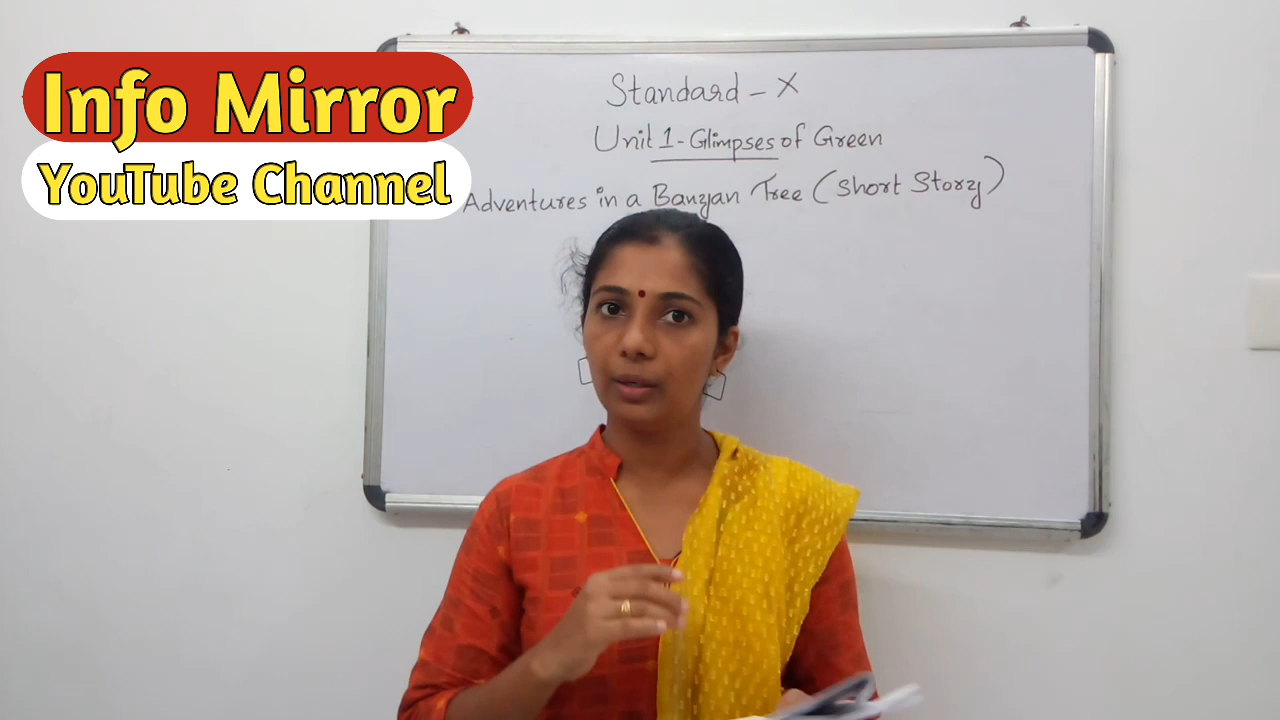 Info Mirror
YouTube Channel
Standard - X
Unit 1 - Glimpses of Green
Adventures in a Banyan Tree (Short Story)